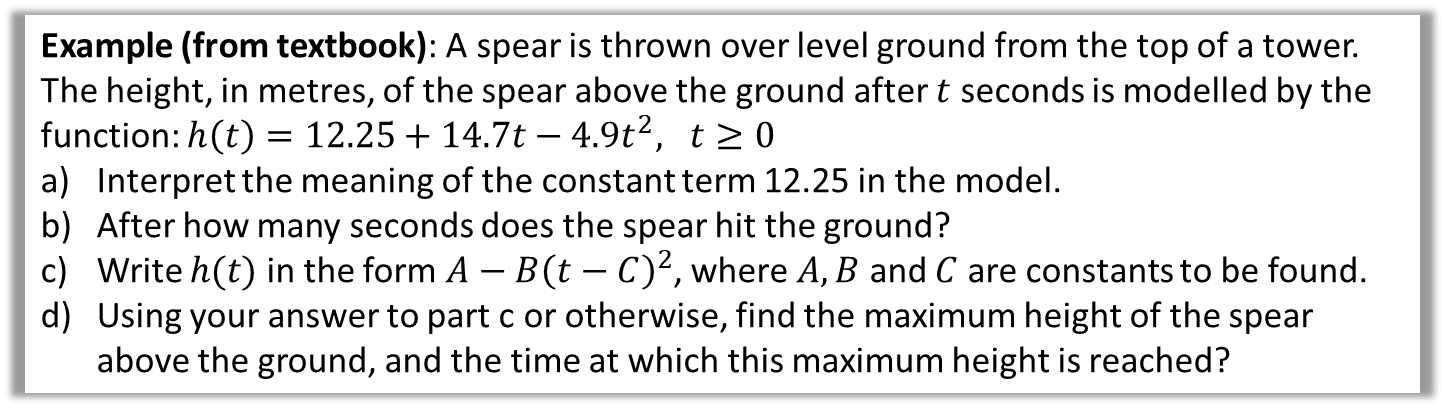 Example (from textbook): A spear is thrown over level ground from the top of a tower.
The height, in metres, of the spear above the ground after t seconds is modelled by the
function: h(t) = 12.25 + 14.7t − 4.9t², t ≥ 0
a) Interpret the meaning of the constant term 12.25 in the model.
b) After how many seconds does the spear hit the ground?
c) Write h(t) in the form A − B(t − C)², where A, B and C are constants to be found.
d) Using your answer to part c or otherwise, find the maximum height of the spear
above the ground, and the time at which this maximum height is reached?